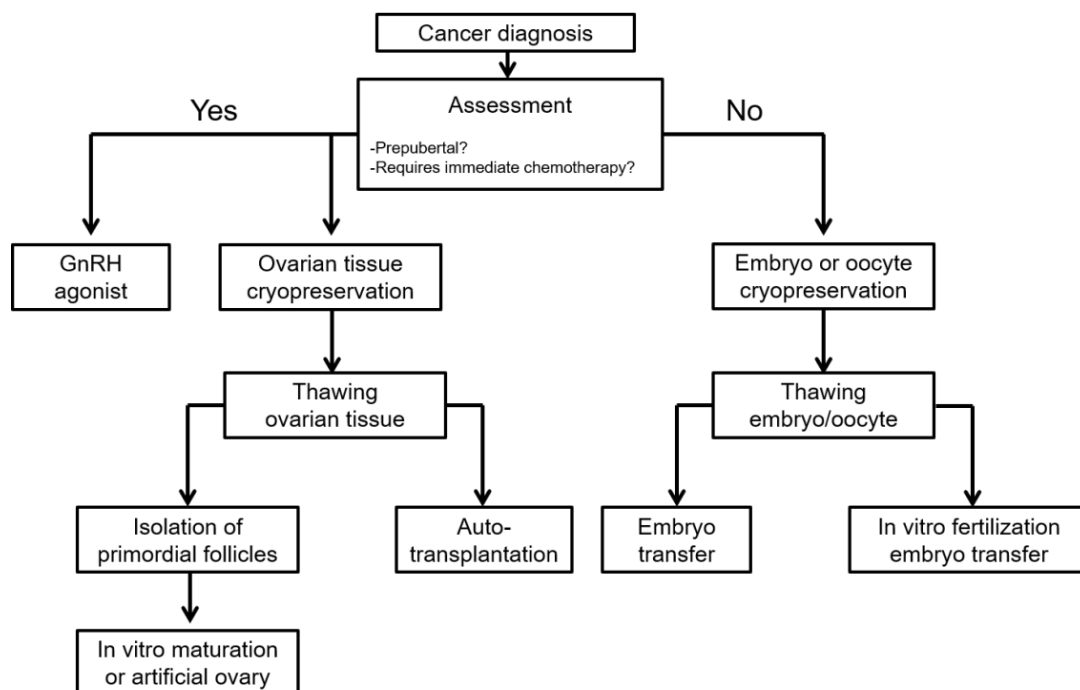 Cancer diagnosis
Assessment
-Prepubertal?
-Requires immediate chemotherapy?
Yes
No
GnRH
agonist
Ovarian tissue
cryopreservation
Embryo or oocyte
cryopreservation
Thawing
ovarian tissue
Thawing
embryo/oocyte
Isolation of
primordial follicles
Auto-
transplantation
Embryo
transfer
In vitro fertilization
embryo transfer
In vitro maturation
or artificial ovary